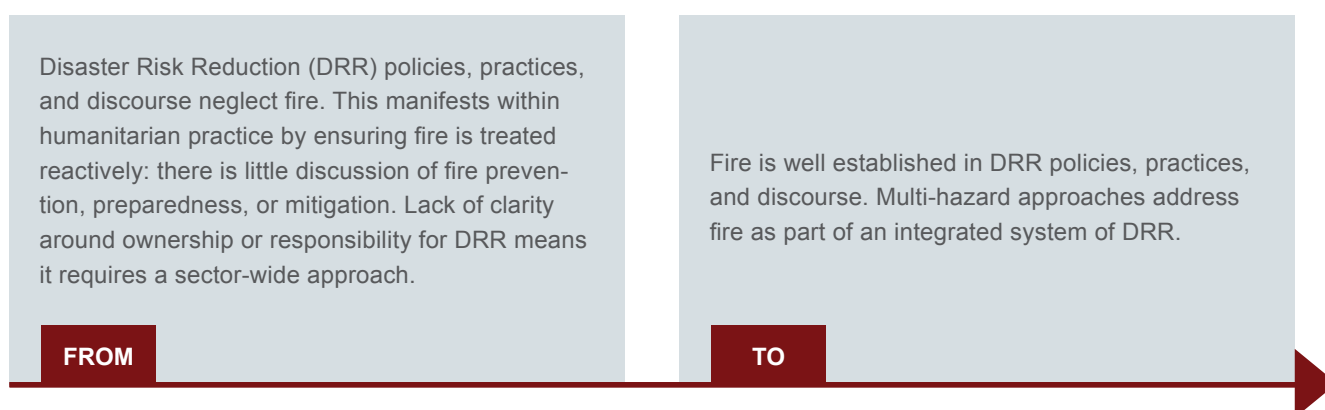 Disaster Risk Reduction (DRR) policies, practices,
and discourse neglect fire. This manifests within
humanitarian practice by ensuring fire is treated
reactively: there is little discussion of fire preven-
tion, preparedness, or mitigation. Lack of clarity
around ownership or responsibility for DRR means
it requires a sector-wide approach.
FROM
Fire is well established in DRR policies, practices,
and discourse. Multi-hazard approaches address
fire as part of an integrated system of DRR.
TO